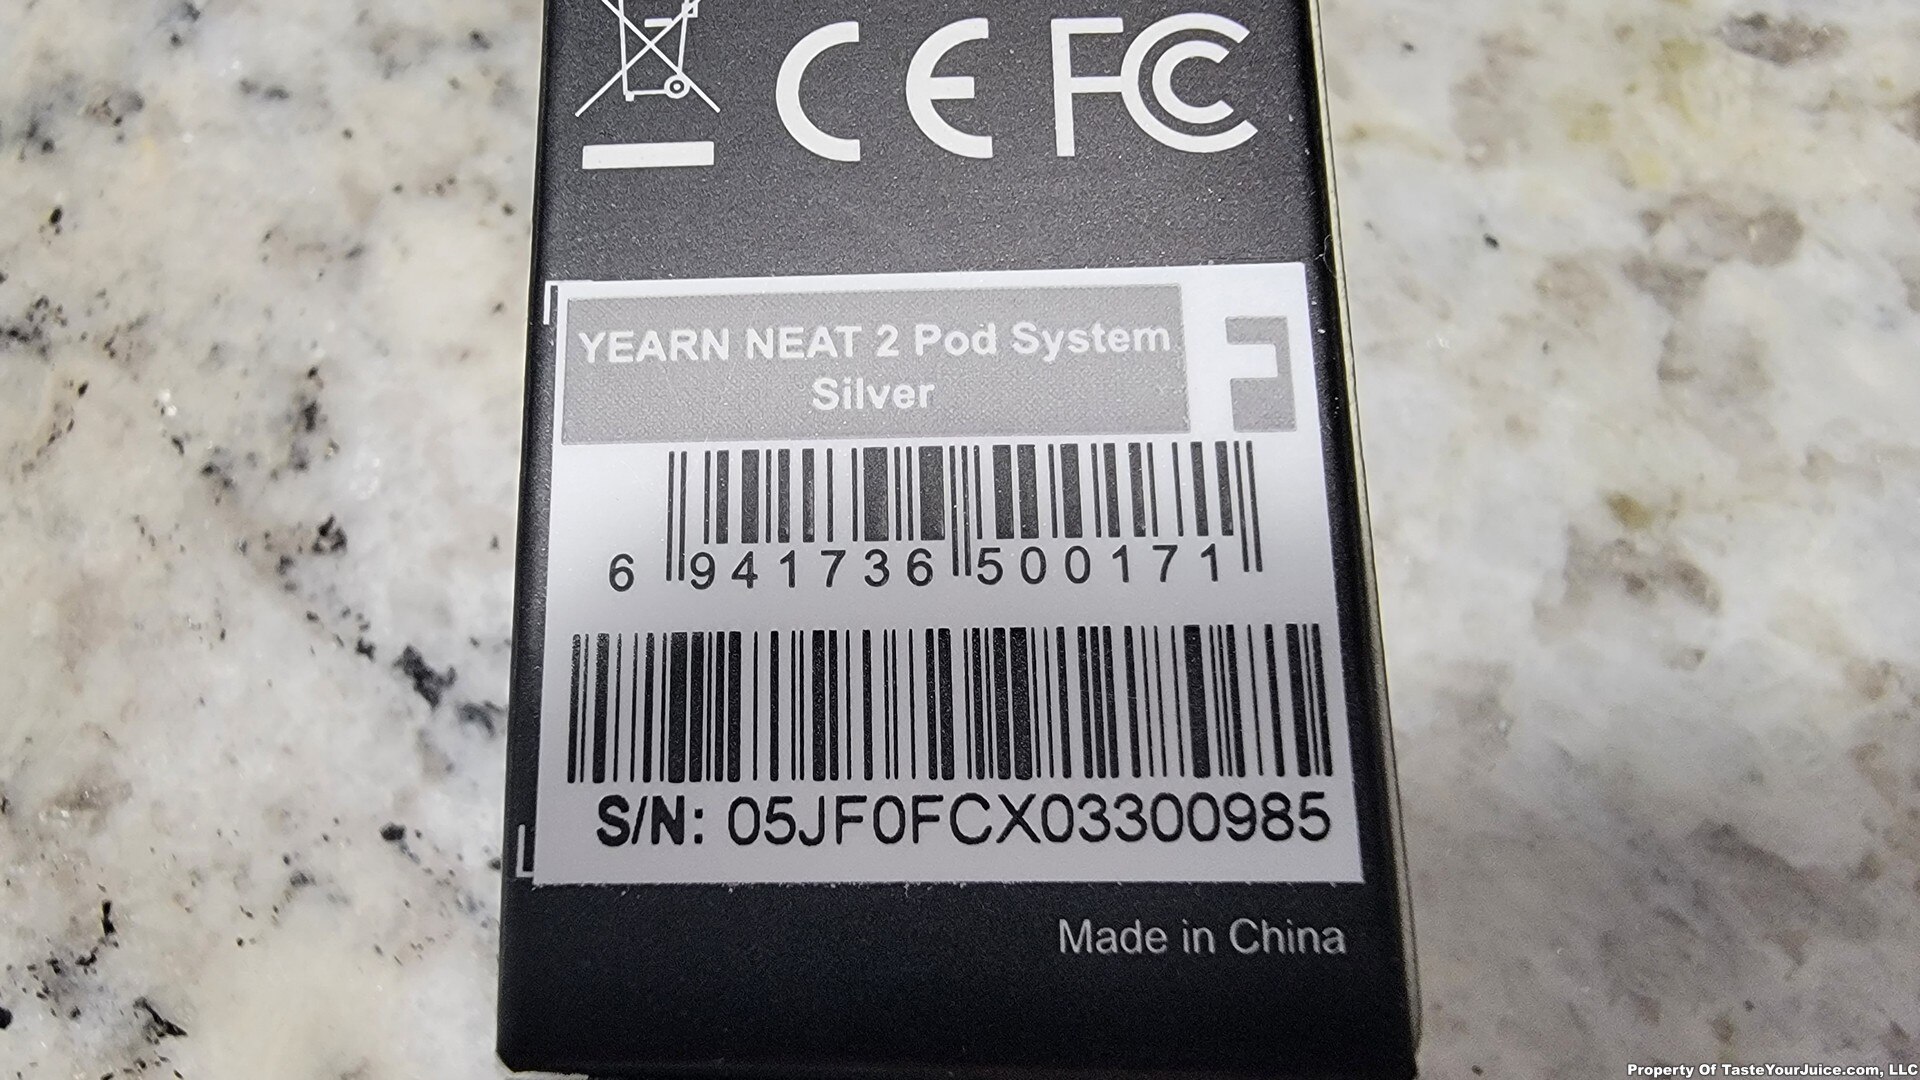 CE FC
YEARN NEAT 2 Pod System
Silver
F
6 941736 500171
S/N: 05JF0FCX03300985
Made in China
Property Of TasteYourJuice.com, LLC